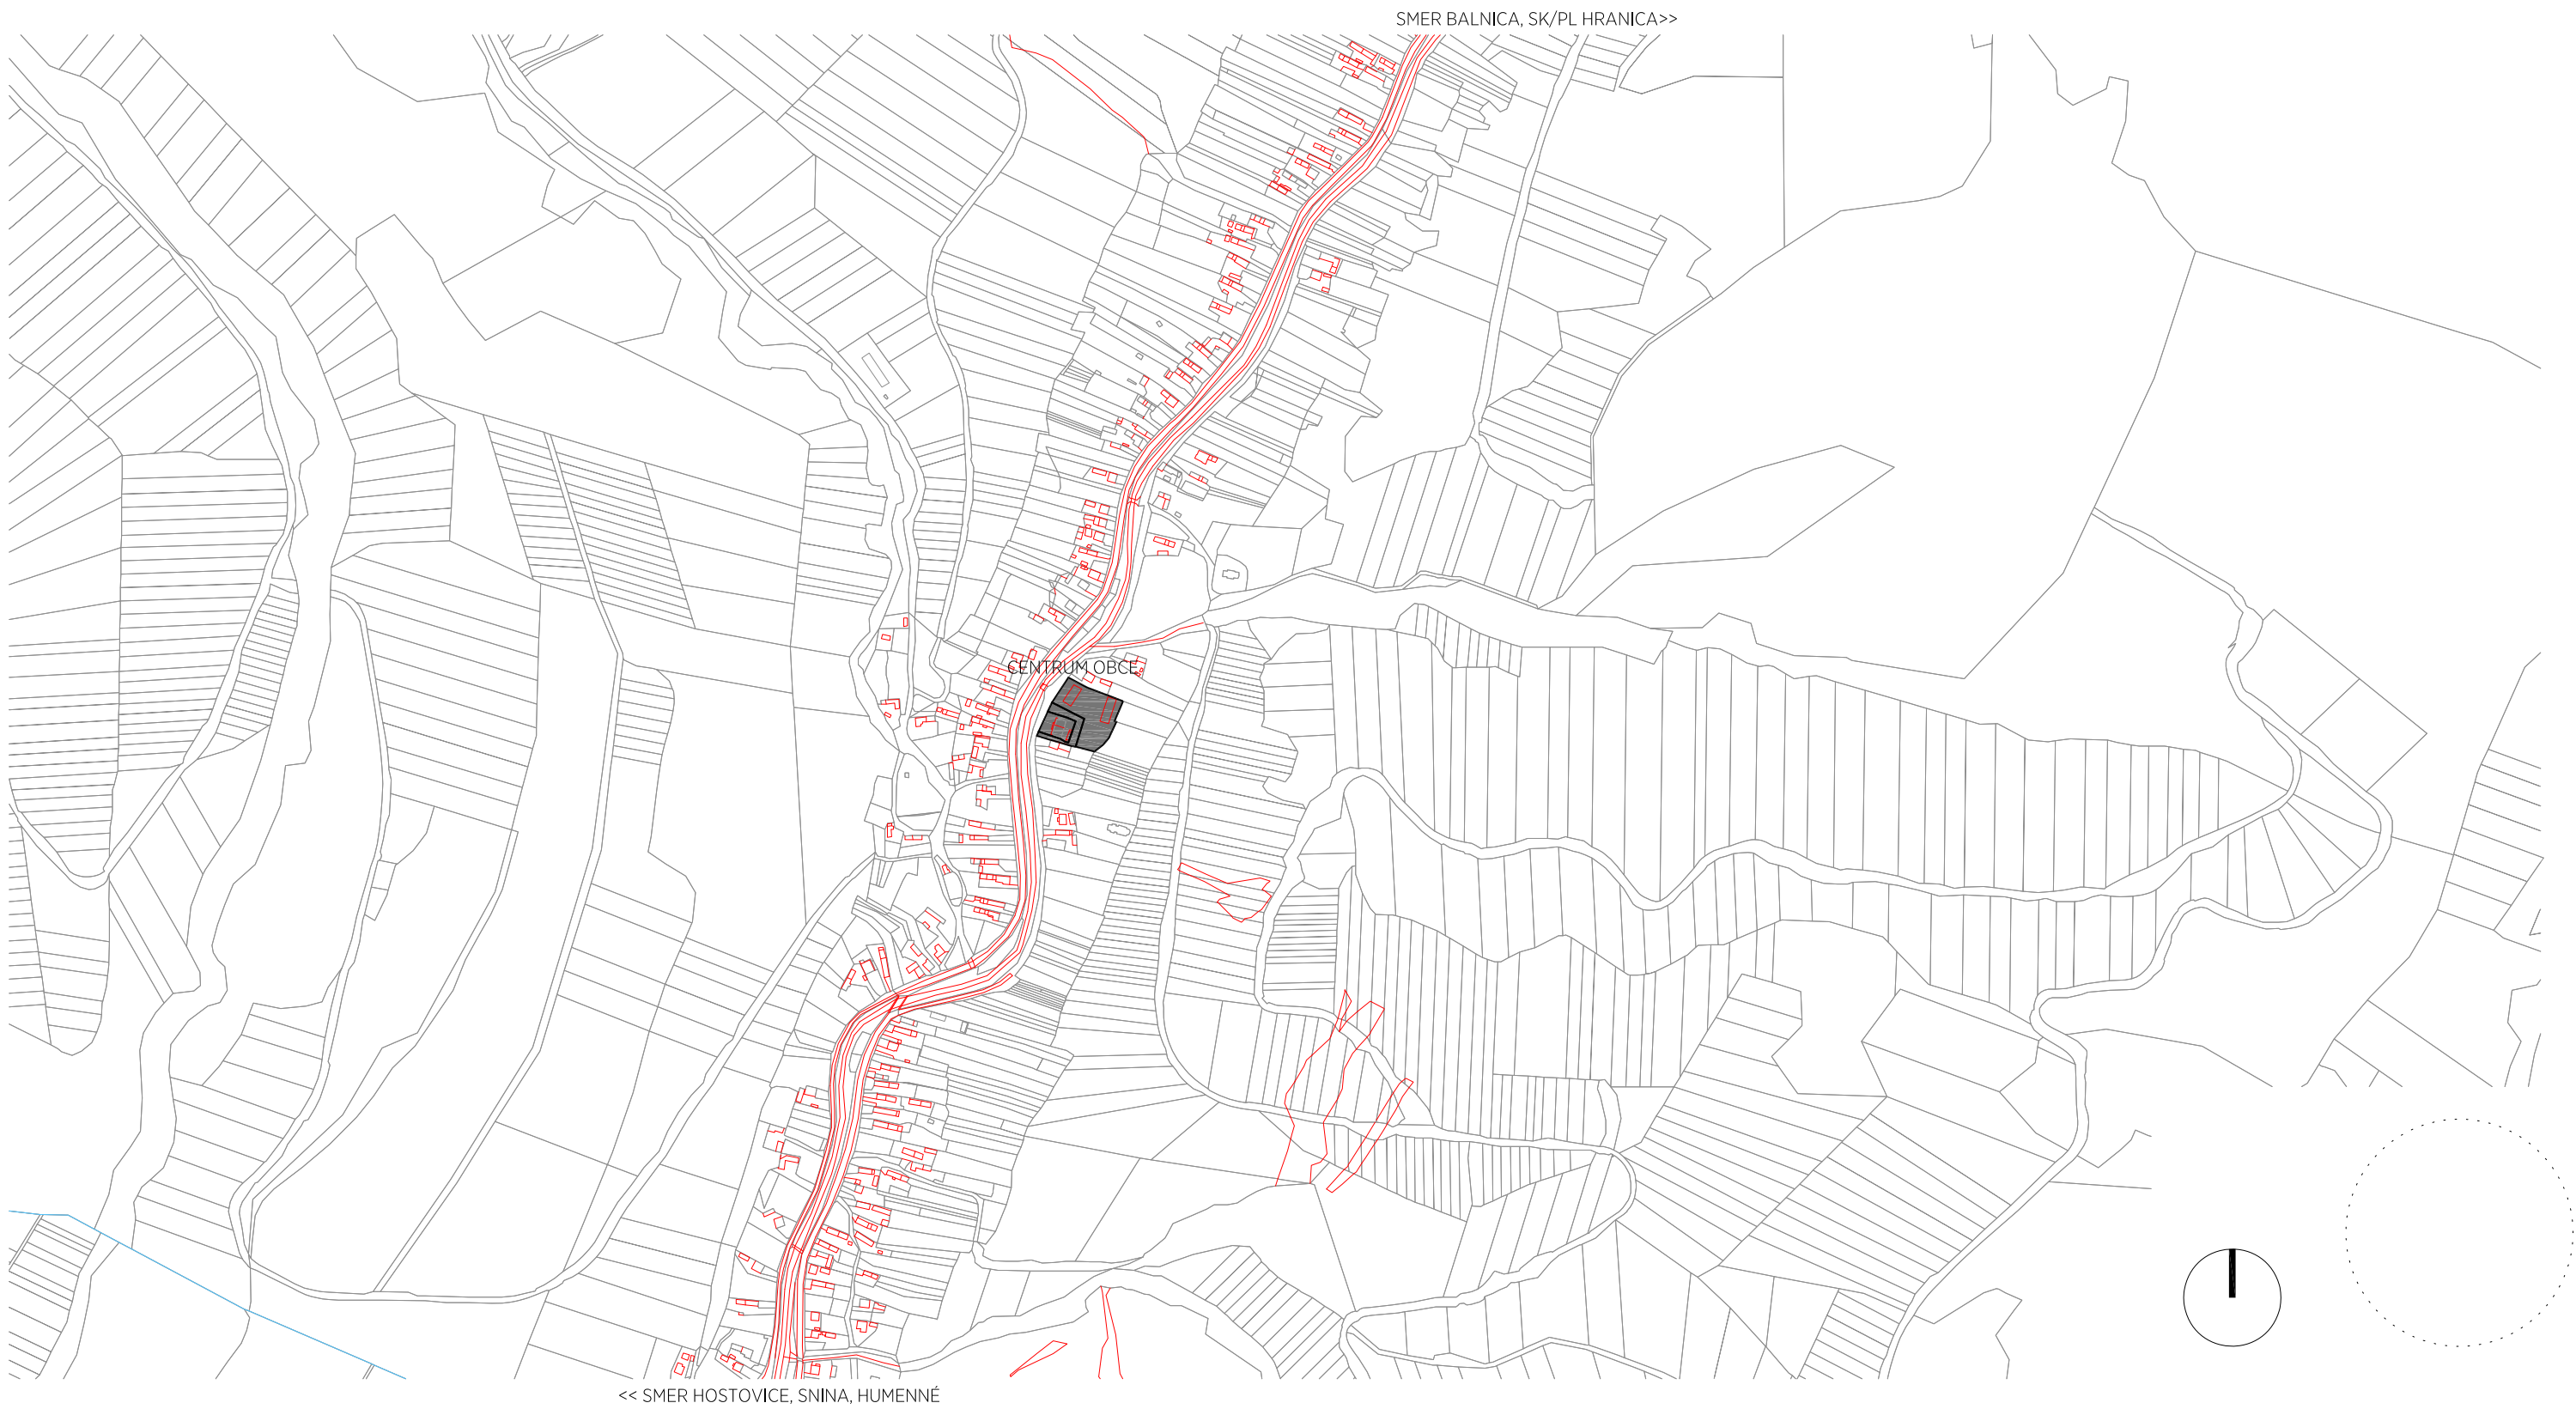 SMER BALNICA, SK/PL HRANICA>>
CENTRUM OBCE
<< SMER HOSTOVICE, SNINA, HUMENNÉ